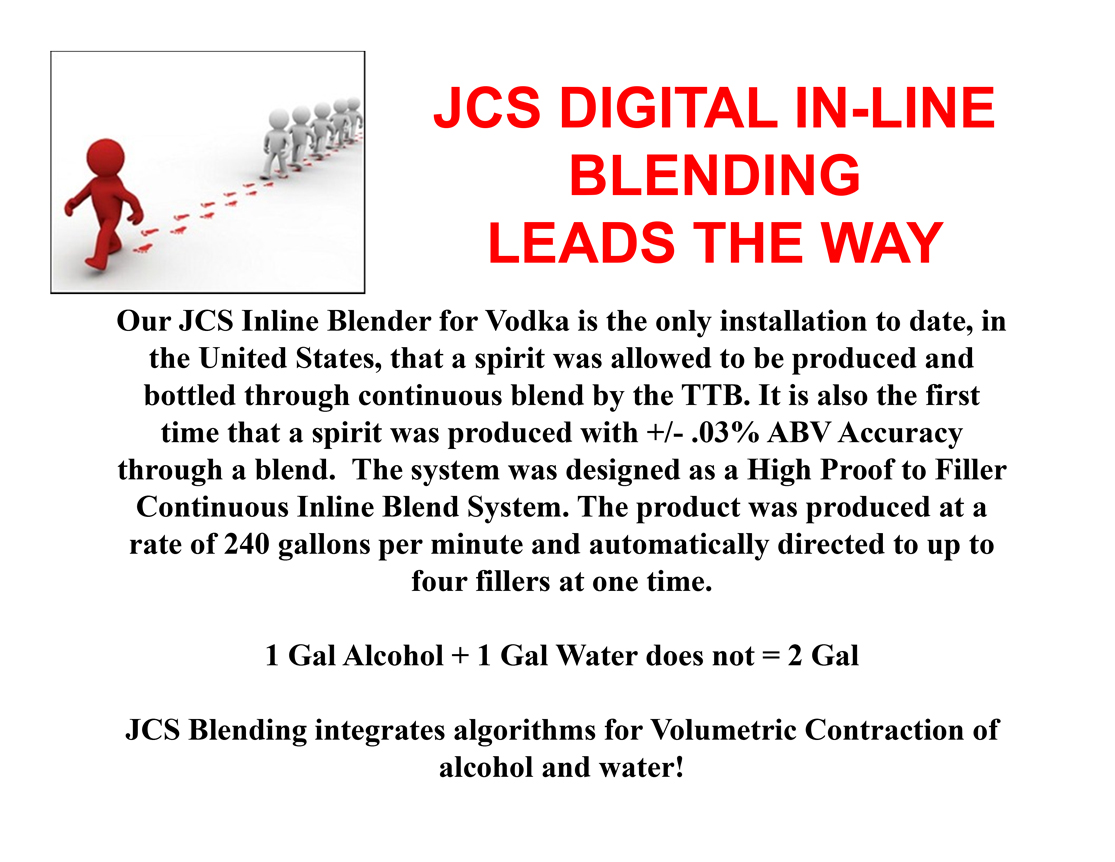 JCS DIGITAL IN-LINE
BLENDING
LEADS THE WAY
Our JCS Inline Blender for Vodka is the only installation to date, in
the United States, that a spirit was allowed to be produced and
bottled through continuous blend by the TTB. It is also the first
time that a spirit was produced with +/- .03% ABV Accuracy
through a blend.  The system was designed as a High Proof to Filler
Continuous Inline Blend System. The product was produced at a
rate of 240 gallons per minute and automatically directed to up to
four fillers at one time.
1 Gal Alcohol + 1 Gal Water does not = 2 Gal
JCS Blending integrates algorithms for Volumetric Contraction of
alcohol and water!